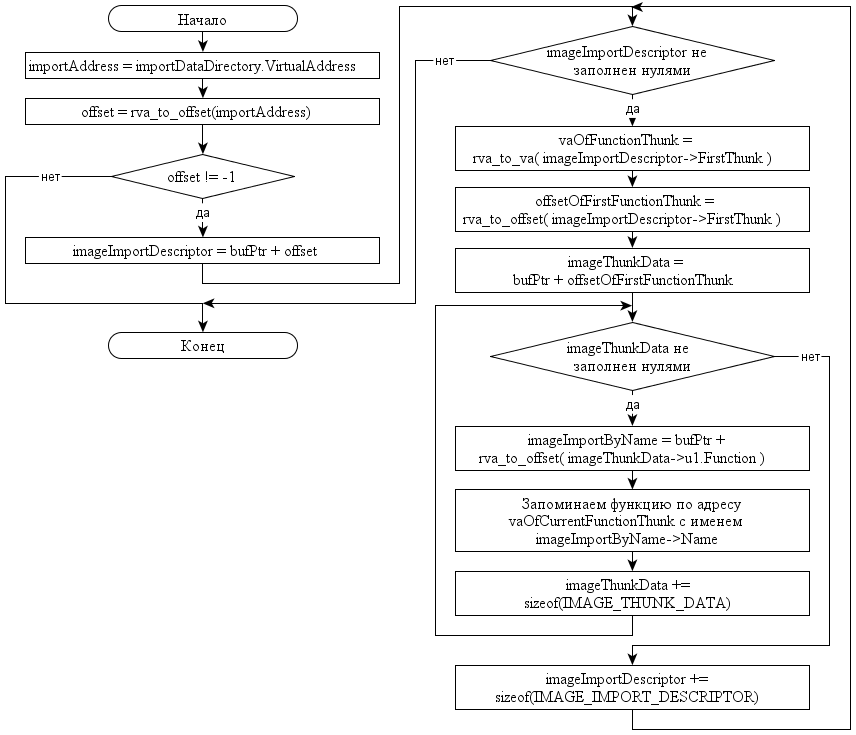 Начало
importAddress = importDataDirectory.VirtualAddress
offset = rva_to_offset(importAddress)
offset != -1
нет
да
imageImportDescriptor = bufPtr + offset
Конец
imageImportDescriptor не
заполнен нулями
нет
да
vaOfFunctionThunk =
rva_to_va( imageImportDescriptor->FirstThunk )
offsetOfFirstFunctionThunk =
rva_to_offset( imageImportDescriptor->FirstThunk )
imageThunkData =
bufPtr + offsetOfFirstFunctionThunk
imageThunkData не
заполнен нулями
нет
да
imageImportByName = bufPtr +
rva_to_offset( imageThunkData->u1.Function )
Запоминаем функцию по адресу
vaOfCurrentFunctionThunk с именем
imageImportByName->Name
imageThunkData +=
sizeof(IMAGE_THUNK_DATA)
imageImportDescriptor +=
sizeof(IMAGE_IMPORT_DESCRIPTOR)